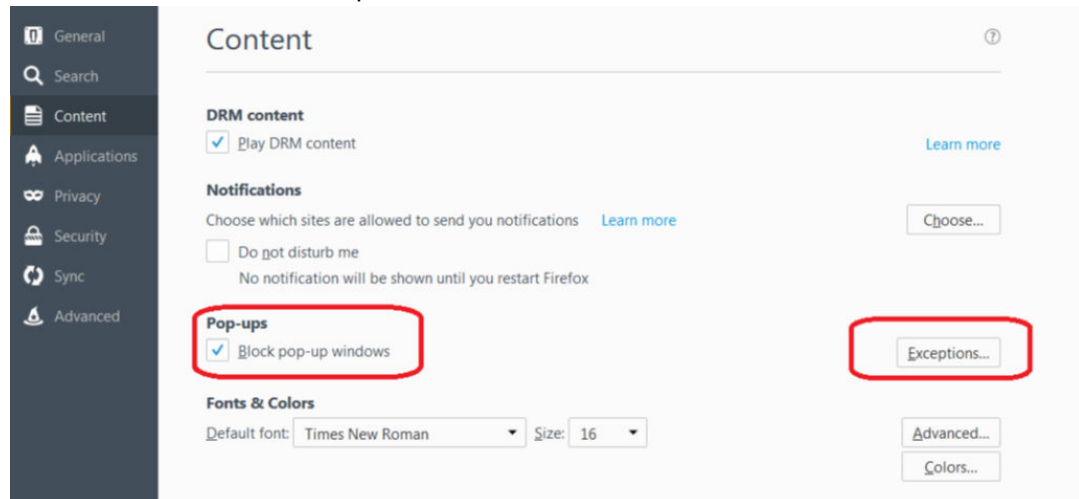 General
Search
Content
Applications
Privacy
Security
Sync
Advanced
Content
?
DRM content
Play DRM content
Learn more
Notifications
Choose which sites are allowed to send you notifications Learn more
Choose...
Do not disturb me
No notification will be shown until you restart Firefox
Pop-ups
Block pop-up windows
Exceptions...
Fonts & Colors
Default font: Times New Roman Size: 16
Advanced...
Colors...